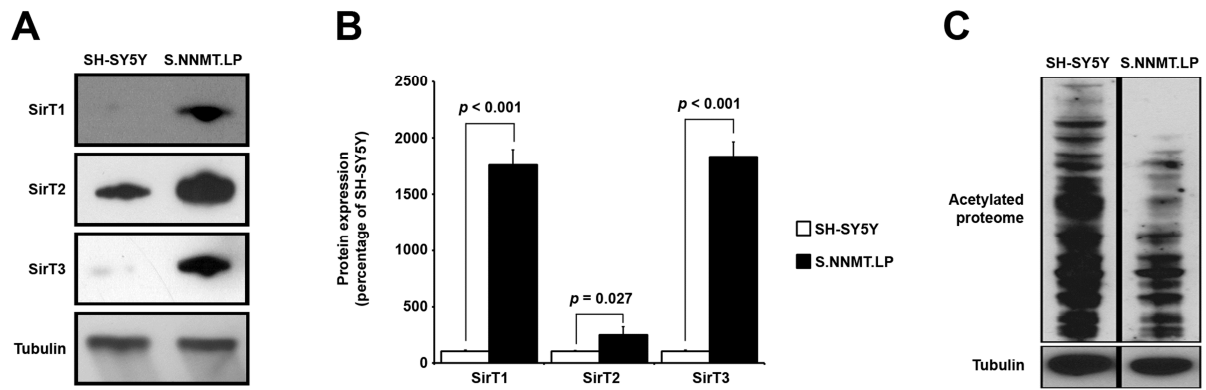 A
SH-SY5Y S.NNMT.LP
SirT1
SirT2
SirT3
Tubulin
B
Protein expression
(percentage of SH-SY5Y)
2500
2000
1500
1000
500
0
p < 0.001
p = 0.027
p < 0.001
SirT1 SirT2 SirT3
SH-SY5Y
S.NNMT.LP
C
SH-SY5Y S.NNMT.LP
Acetylated
proteome
Tubulin